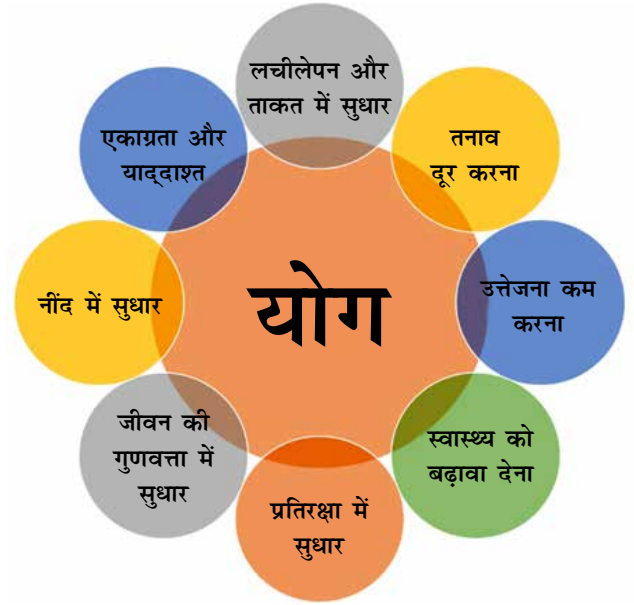 लचीलेपन और
ताकत में सुधार
तनाव
दूर करना
उत्तेजना कम
करना
स्वास्थ्य को
बढ़ावा देना
प्रतिरक्षा में
सुधार
जीवन की
गुणवत्ता में
सुधार
नींद में सुधार
एकाग्रता और
याद्दाश्त
योग